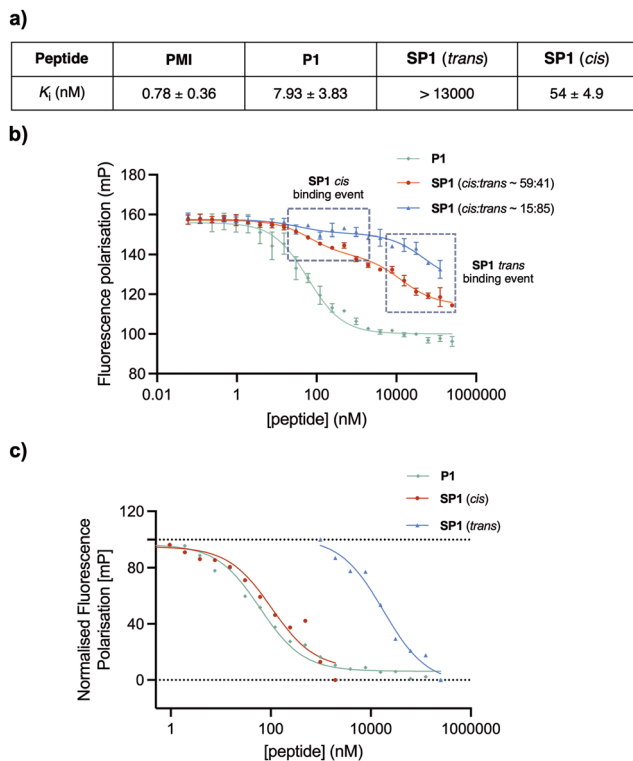 a)
Peptide PMI P1 SP1 (trans) SP1 (cis)
Ki (nM) 0.78 ± 0.36 7.93 ± 3.83 > 13000 54 ± 4.9
b)
P1
SP1 (cis:trans ~ 59:41)
SP1 (cis:trans ~ 15:85)
SP1 cis
binding event
SP1 trans
binding event
Fluorescence polarisation (mP)
180
160
140
120
100
80
0.01 1 100 10000 1000000
[peptide] (nM)
c)
P1
SP1 (cis)
SP1 (trans)
Normalised Fluorescence
Polarisation [mP]
120
80
40
0
1 100 10000 1000000
[peptide] (nM)